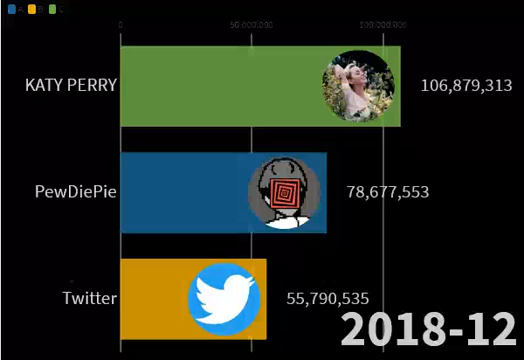 A B C
0 50,000,000 100,000,000
KATY PERRY 106,879,313
PewDiePie 78,677,553
Twitter 55,790,535
2018-12